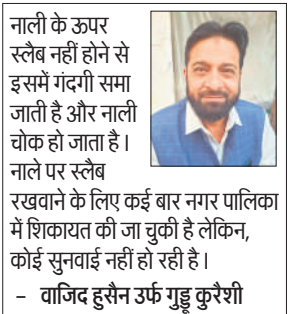 नाली के ऊपर
स्लैब नहीं होने से
इसमें गंदगी समा
जाती है और नाली
चोक हो जाता है।
नाले पर स्लैब
रखवाने के लिए कई बार नगर पालिका
में शिकायत की जा चुकी है लेकिन,
कोई सुनवाई नहीं हो रही है।
– वाजिद हुसैन उर्फ गुड्डू कुरैशी